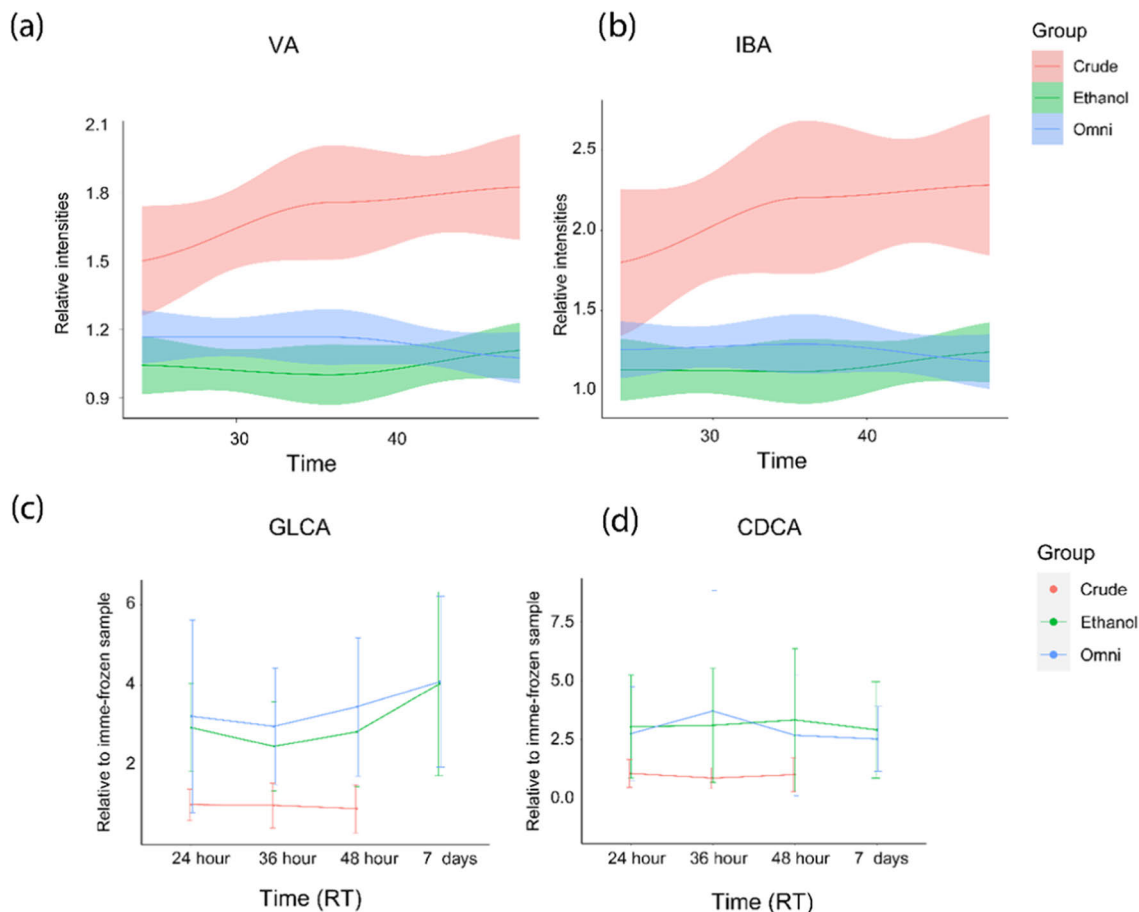 (a)
VA
Relative intensities
2.1
1.8
1.5
1.2
0.9
30
40
Time
(b)
IBA
Relative intensities
2.5
2.0
1.5
1.0
30
40
Time
Group
Crude
Ethanol
Omni
(c)
GLCA
Relative to imme-frozen sample
6
4
2
24 hour 36 hour 48 hour 7 days
Time (RT)
(d)
CDCA
Relative to imme-frozen sample
7.5
5.0
2.5
0.0
24 hour 36 hour 48 hour 7 days
Time (RT)
Group
Crude
Ethanol
Omni